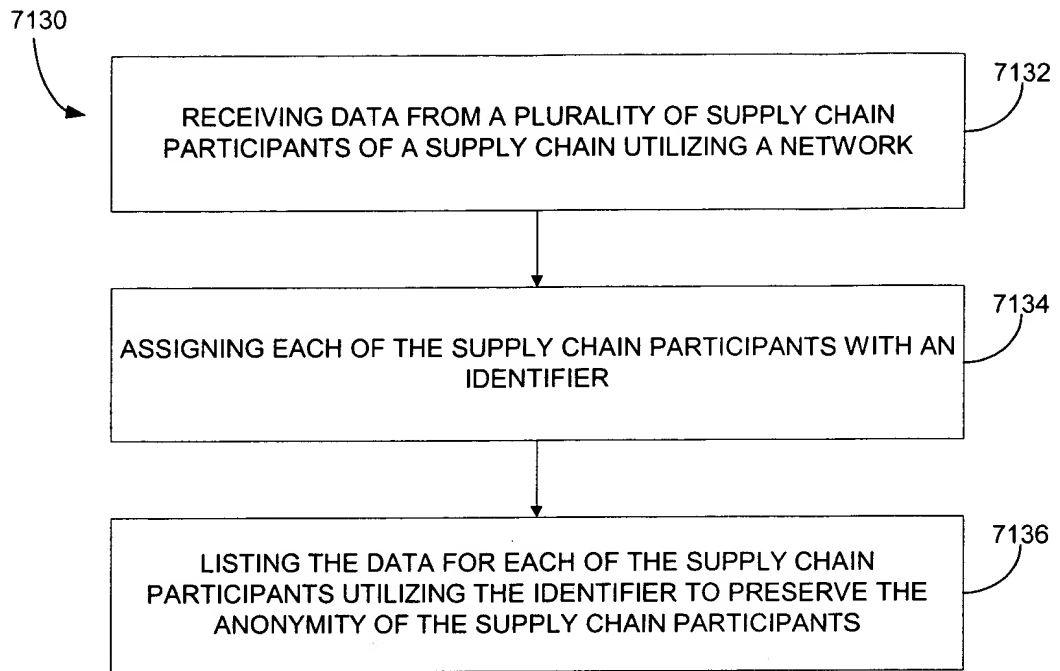 7130
7132
RECEIVING DATA FROM A PLURALITY OF SUPPLY CHAIN
PARTICIPANTS OF A SUPPLY CHAIN UTILIZING A NETWORK
7134
ASSIGNING EACH OF THE SUPPLY CHAIN PARTICIPANTS WITH AN
IDENTIFIER
7136
LISTING THE DATA FOR EACH OF THE SUPPLY CHAIN
PARTICIPANTS UTILIZING THE IDENTIFIER TO PRESERVE THE
ANONYMITY OF THE SUPPLY CHAIN PARTICIPANTS